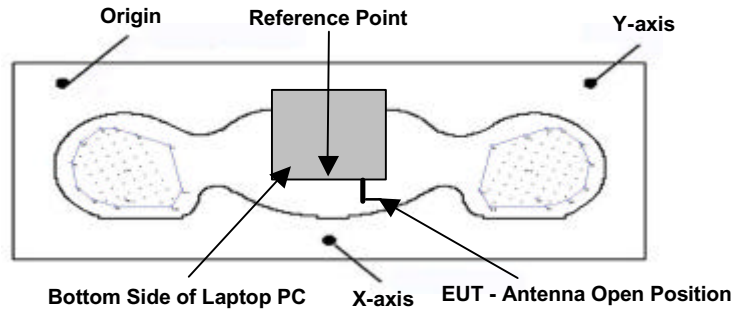 Origin
Reference Point
Y-axis
Bottom Side of Laptop PC
X-axis
EUT - Antenna Open Position